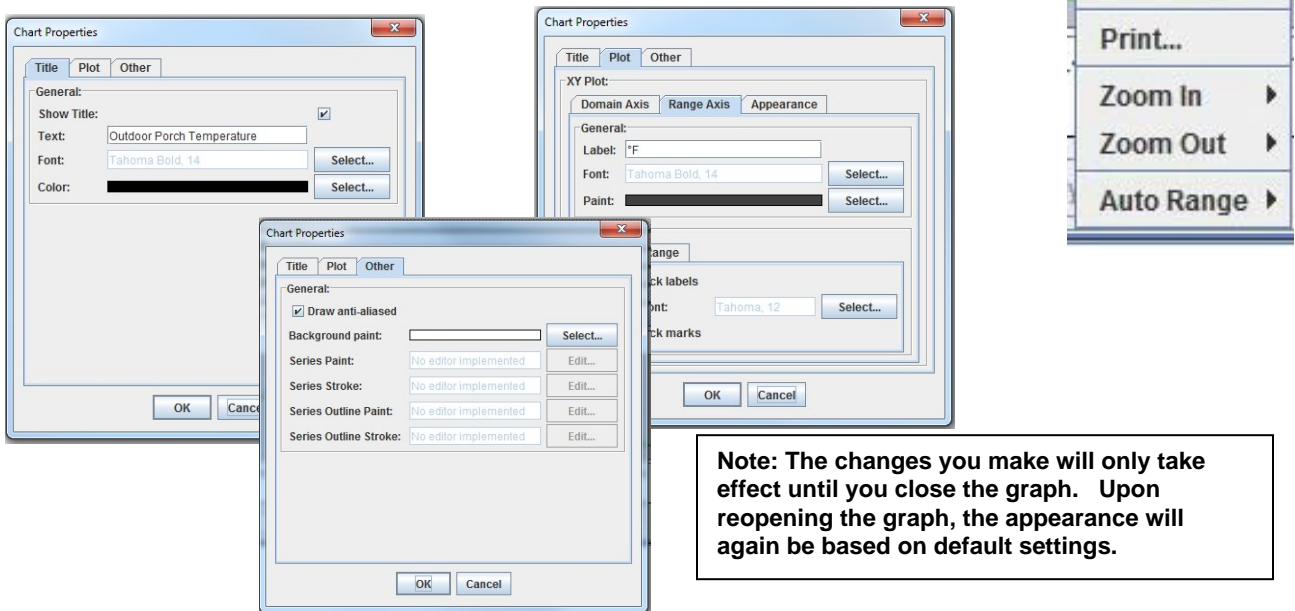 Chart Properties
Title Plot Other
General:
Show Title:
Text: Outdoor Porch Temperature
Font: Tahoma Bold, 14 Select...
Color: Select...
OK
Chart Properties
Title Plot Other
XY Plot:
Domain Axis Range Axis Appearance
General:
Label: °F
Font: Tahoma Bold, 14 Select...
Paint: Select...
ck labels
Tahoma, 12 Select...
ck marks
OK Cancel
Chart Properties
Title Plot Other
General:
Draw anti-aliased
Background paint: Select...
Series Paint: No editor implemented Edit...
Series Stroke: No editor implemented Edit...
Series Outline Paint: No editor implemented Edit...
Series Outline Stroke: No editor implemented Edit...
OK Cancel
Print...
Zoom In
Zoom Out
Auto Range
Note: The changes you make will only take
effect until you close the graph. Upon
reopening the graph, the appearance will
again be based on default settings.